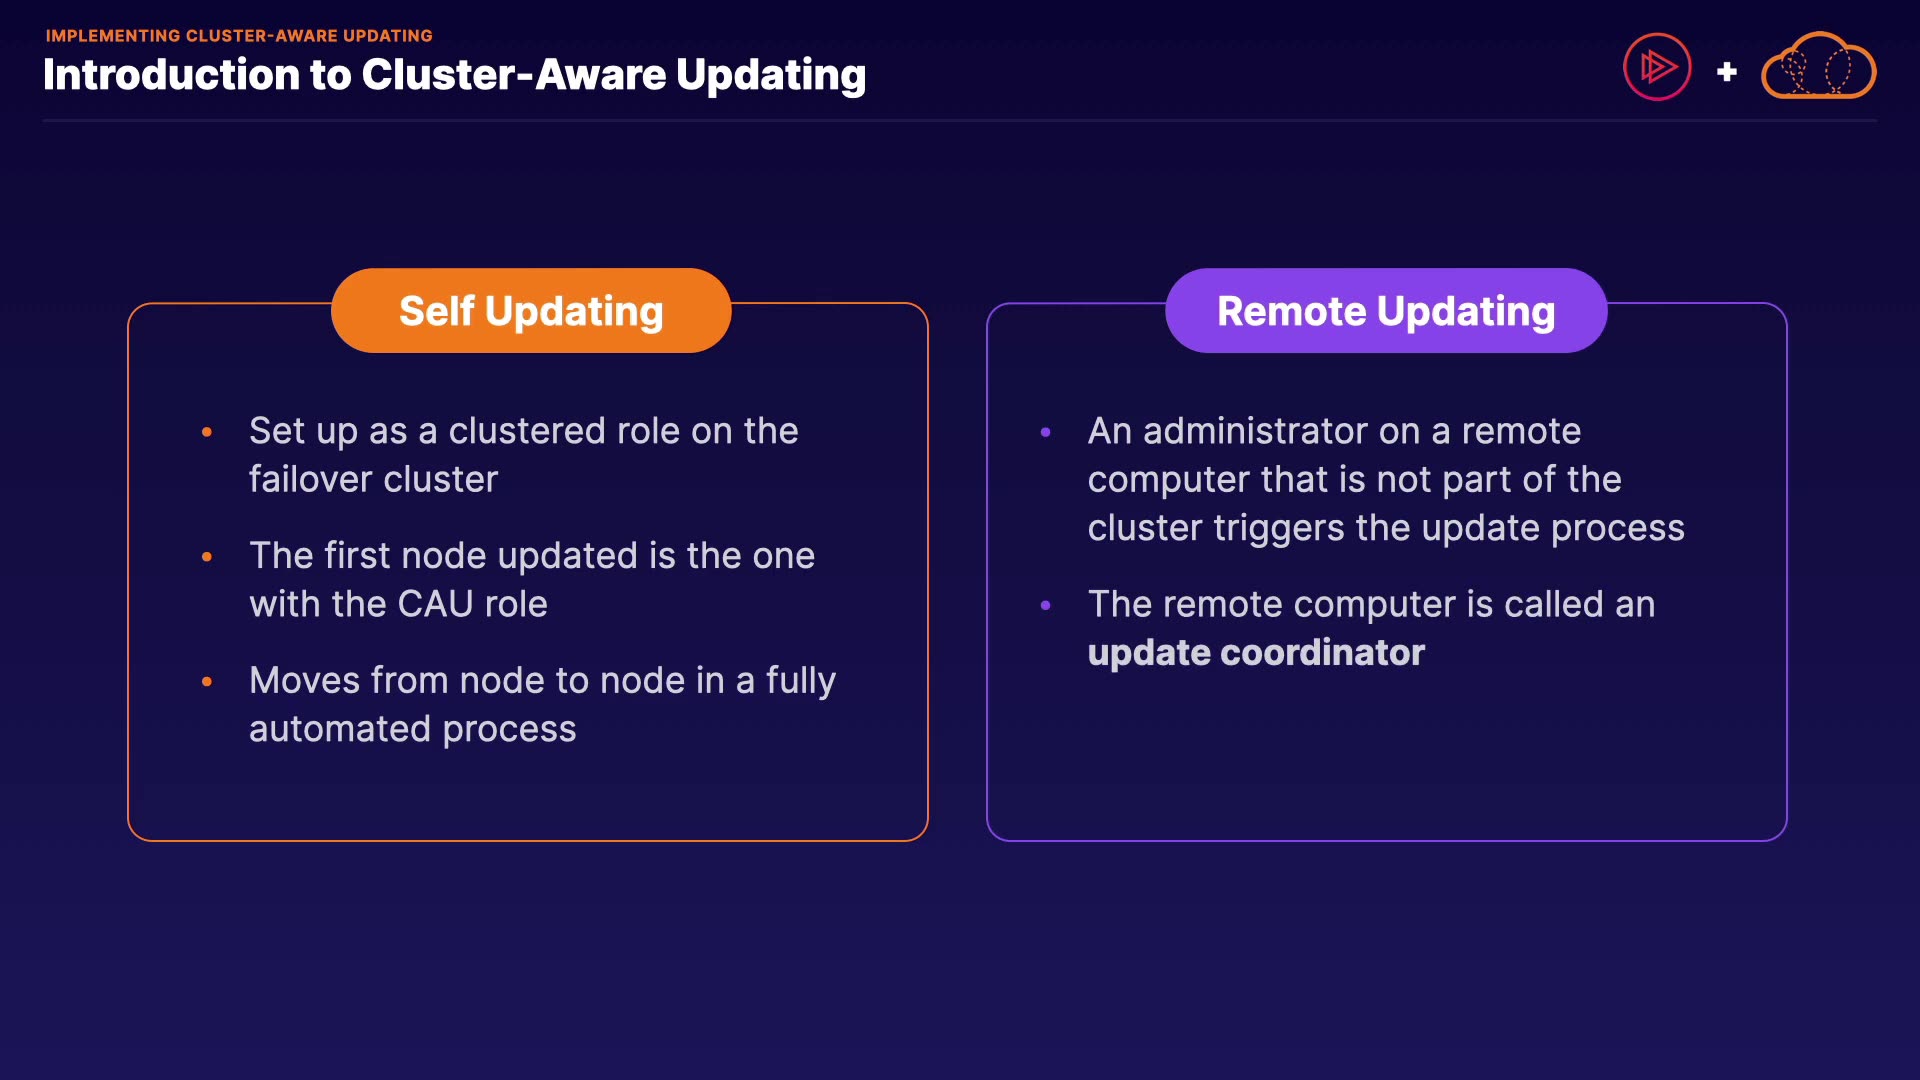 IMPLEMENTING CLUSTER-AWARE UPDATING
Introduction to Cluster-Aware Updating
+
Self Updating
• Set up as a clustered role on the
failover cluster
• The first node updated is the one
with the CAU role
• Moves from node to node in a fully
automated process
Remote Updating
• An administrator on a remote
computer that is not part of the
cluster triggers the update process
• The remote computer is called an
update coordinator